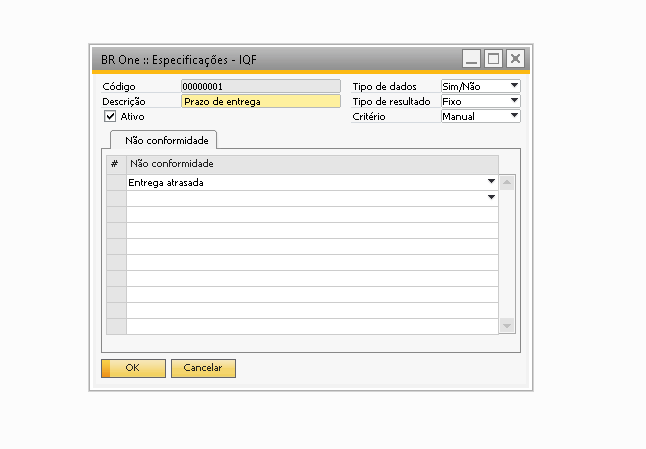 BR One :: Especificações - IQF
Código 00000001 Tipo de dados Sim/Não
Descrição Prazo de entrega Tipo de resultado Fixo
Ativo Critério Manual
Não conformidade
# Não conformidade
Entrega atrasada
OK Cancelar